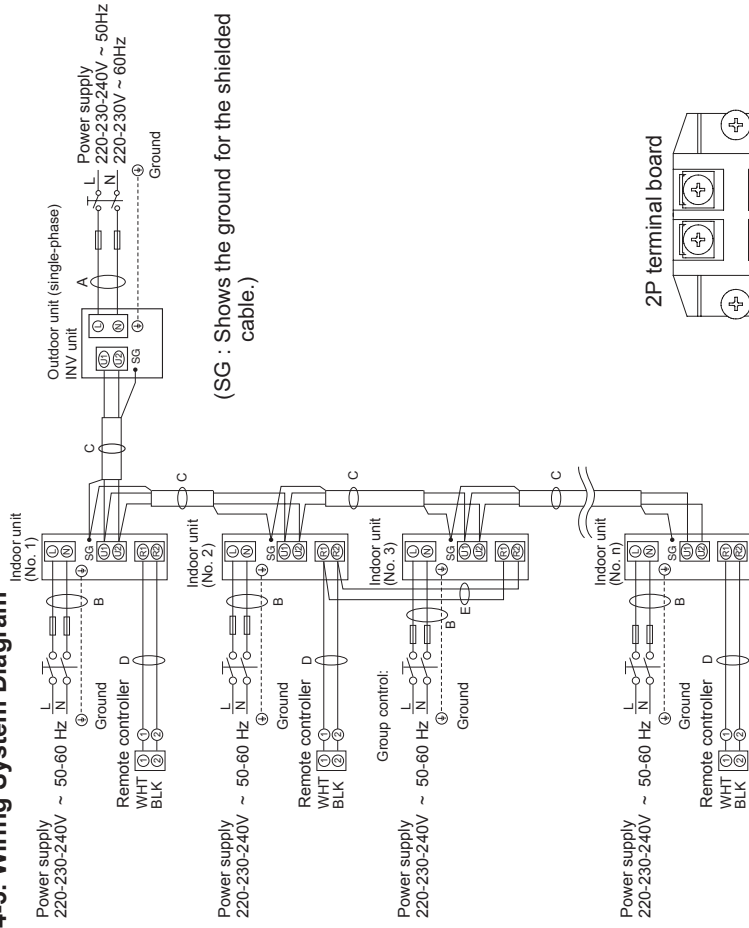 Wiring System Diagram
Outdoor unit (single-phase)
INV unit
Power supply
220-230-240V ~ 50Hz
220-230V ~ 60Hz
L
N
Ground
A
L
N
U1
U2
SG
C
(SG : Shows the ground for the shielded
cable.)
Indoor unit
(No. 1)
Power supply
220-230-240V ~ 50-60 Hz
L
N
Ground
B
L
N
SG
U1
U2
R1
R2
Remote controller
WHT 1 1
BLK 2 2
D
C
Indoor unit
(No. 2)
Power supply
220-230-240V ~ 50-60 Hz
L
N
Ground
B
L
N
SG
U1
U2
R1
R2
Remote controller
WHT 1 1
BLK 2 2
D
C
E
Group control:
Indoor unit
(No. 3)
Power supply
220-230-240V ~ 50-60 Hz
L
N
Ground
B
L
N
SG
U1
U2
R1
R2
C
Indoor unit
(No. n)
Power supply
220-230-240V ~ 50-60 Hz
L
N
Ground
B
L
N
SG
U1
U2
R1
R2
Remote controller
WHT 1 1
BLK 2 2
D
2P terminal board